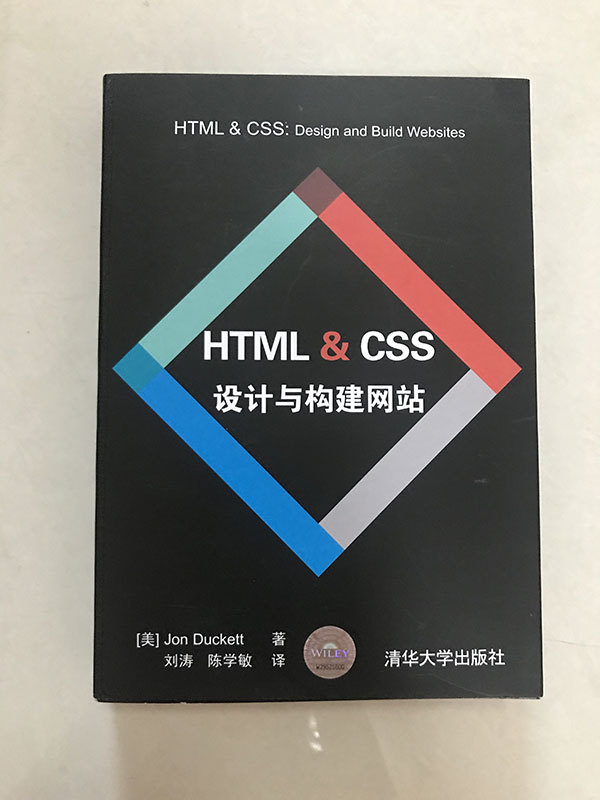 HTML & CSS: Design and Build Websites
HTML & CSS
设计与构建网站
[美] Jon Duckett 著
刘涛 陈学敏 译
WILEY
清华大学出版社